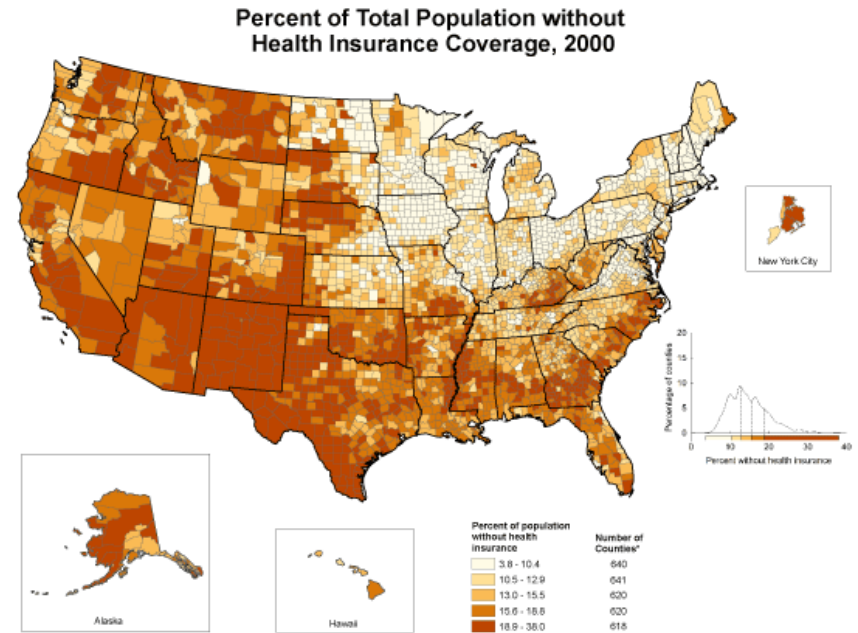 Percent of Total Population without
Health Insurance Coverage, 2000
New York City
Percentage of counties
20
15
10
5
0
0 10 20 30 40
Percent without health insurance
Percent of population
without health
insurance
Number of
Counties*
3.8 - 10.4 640
10.5 - 12.9 641
13.0 - 15.5 620
15.6 - 18.8 620
18.9 - 38.0 618
Alaska
Hawaii